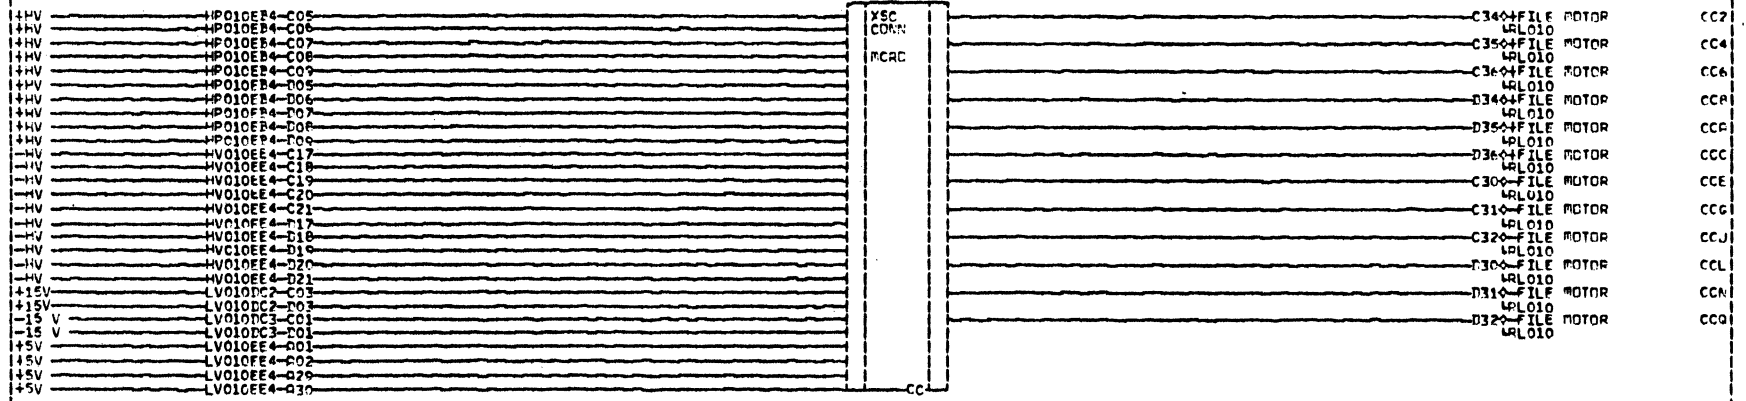 +HV HP010EB4-C05 XSC C34 +FILE MOTOR CC2
+HV HP010EB4-C06 CONN RL010
+HV HP010EB4-C07 C35 +FILE MOTOR CC4
+HV HP010EB4-C08 MCRD RL010
+HV HP010EB4-C09 C36 +FILE MOTOR CC6
+HV HP010EB4-D05 RL010
+HV HP010EB4-D06 D34 +FILE MOTOR CC8
+HV HP010EB4-D07 RL010
+HV HP010EB4-D08 D35 +FILE MOTOR CCA
+HV HP010EB4-D09 RL010
-HV HV010EE4-C17 D36 +FILE MOTOR CCC
-HV HV010EE4-C18 RL010
-HV HV010EE4-C19 C30 -FILE MOTOR CCE
-HV HV010EE4-C20 RL010
-HV HV010EE4-C21 C31 -FILE MOTOR CCG
-HV HV010EE4-D17 RL010
-HV HV010EE4-D18 C32 -FILE MOTOR CCJ
-HV HV010EE4-D19 RL010
-HV HV010EE4-D20 D30 -FILE MOTOR CCL
-HV HV010EE4-D21 RL010
+15V LV010DC2-C03 D31 -FILE MOTOR CCN
+15V LV010DC2-D03 RL010
-15 V LV010DC3-C01 D32 -FILE MOTOR CCQ
-15 V LV010DC3-D01 RL010
+5V LV010EE4-A01
+5V LV010EE4-A02
+5V LV010EE4-A29
+5V LV010EE4-A30 CC